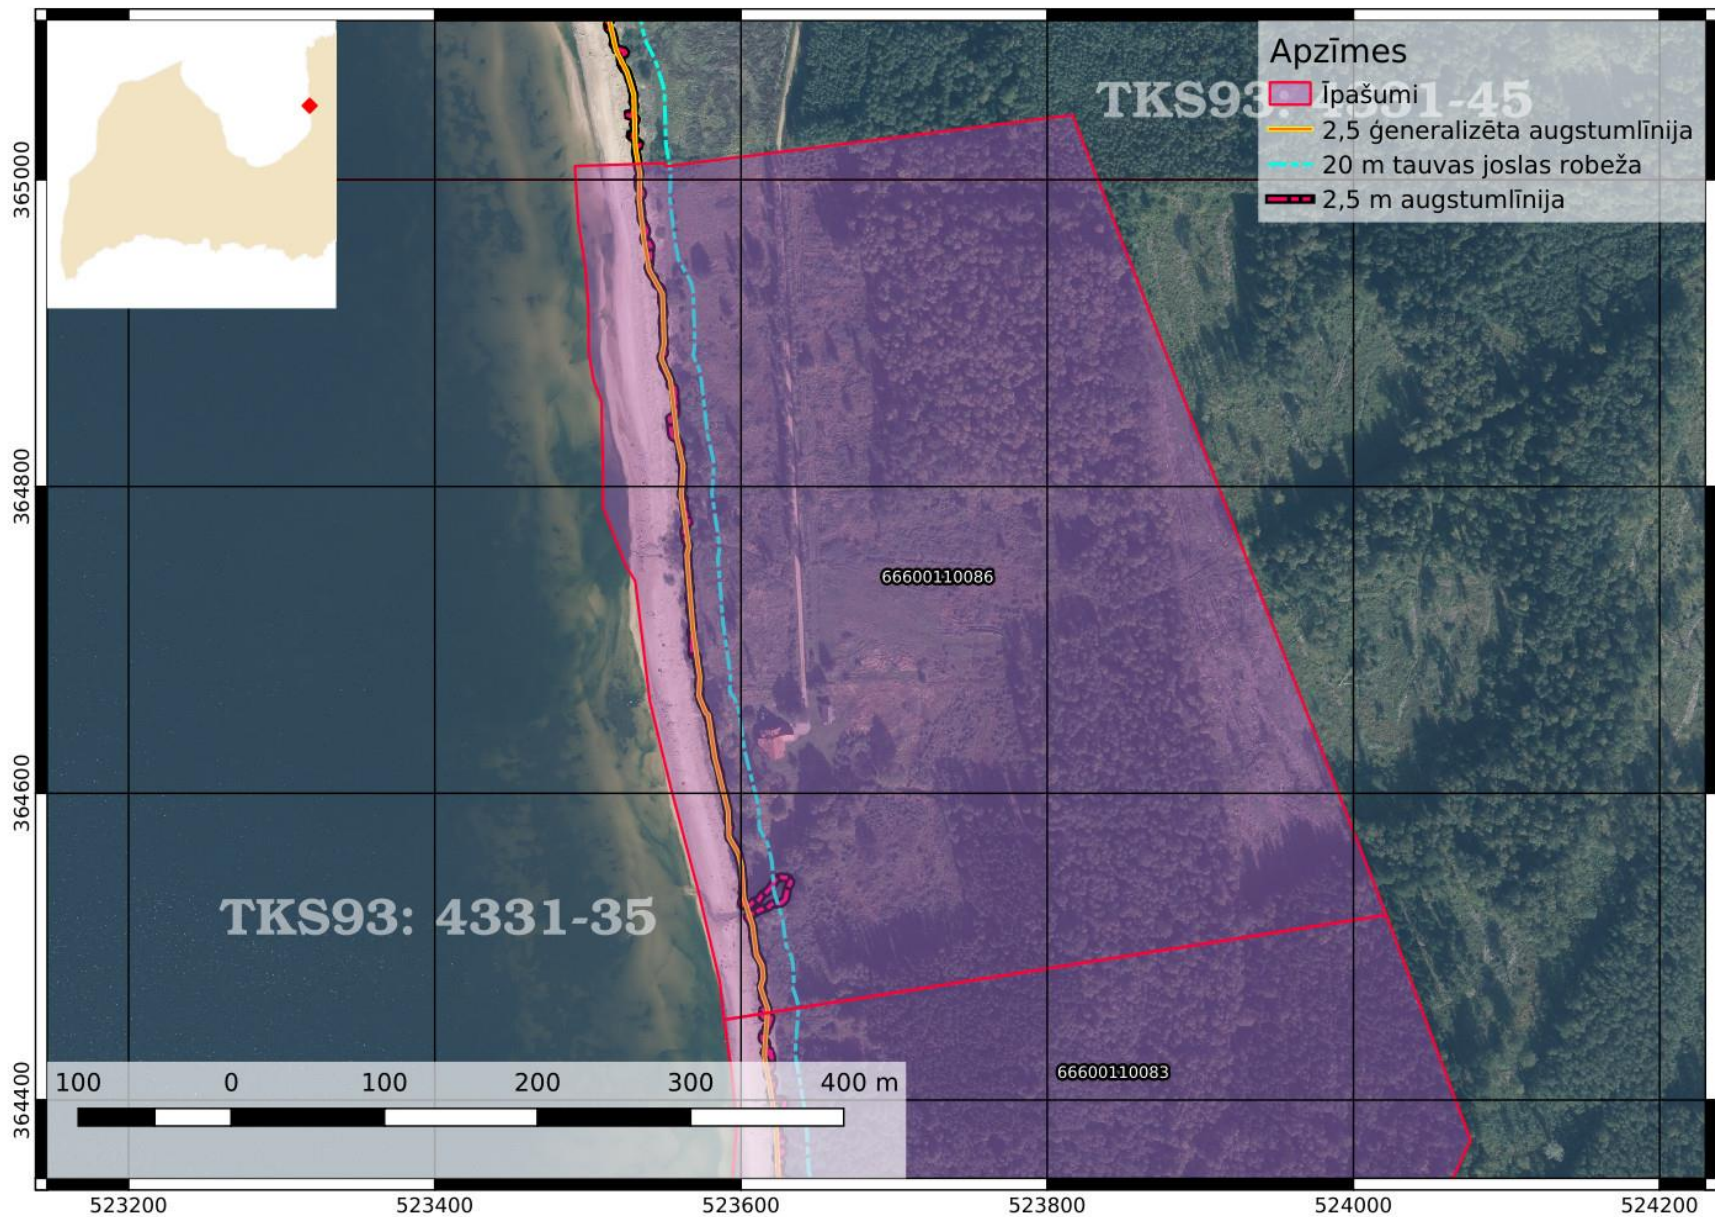 Apzīmes
TKS93: 4331-45
Īpašumi
2,5 ģeneralizēta augstumlīnija
20 m tauvas joslas robeža
2,5 m augstumlīnija
365000
364800
364600
364400
66600110086
TKS93: 4331-35
66600110083
100 0 100 200 300 400 m
523200 523400 523600 523800 524000 524200